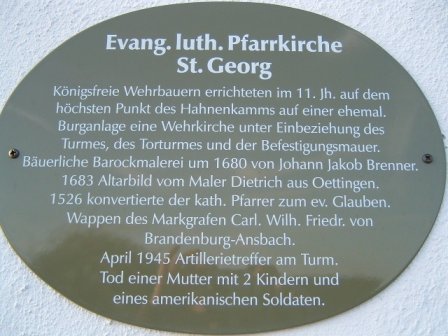 Evang. luth. Pfarrkirche
St. Georg
Königsfreie Wehrbauern errichteten im 11. Jh. auf dem
höchsten Punkt des Hahnenkamms auf einer ehemal.
Burganlage eine Wehrkirche unter Einbeziehung des
Turmes, des Torturmes und der Befestigungsmauer.
Bäuerliche Barockmalerei um 1680 von Johann Jakob Brenner.
1683 Altarbild vom Maler Dietrich aus Oettingen.
1526 konvertierte der kath. Pfarrer zum ev. Glauben.
Wappen des Markgrafen Carl. Wilh. Friedr. von
Brandenburg-Ansbach.
April 1945 Artillerietreffer am Turm.
Tod einer Mutter mit 2 Kindern und
eines amerikanischen Soldaten.